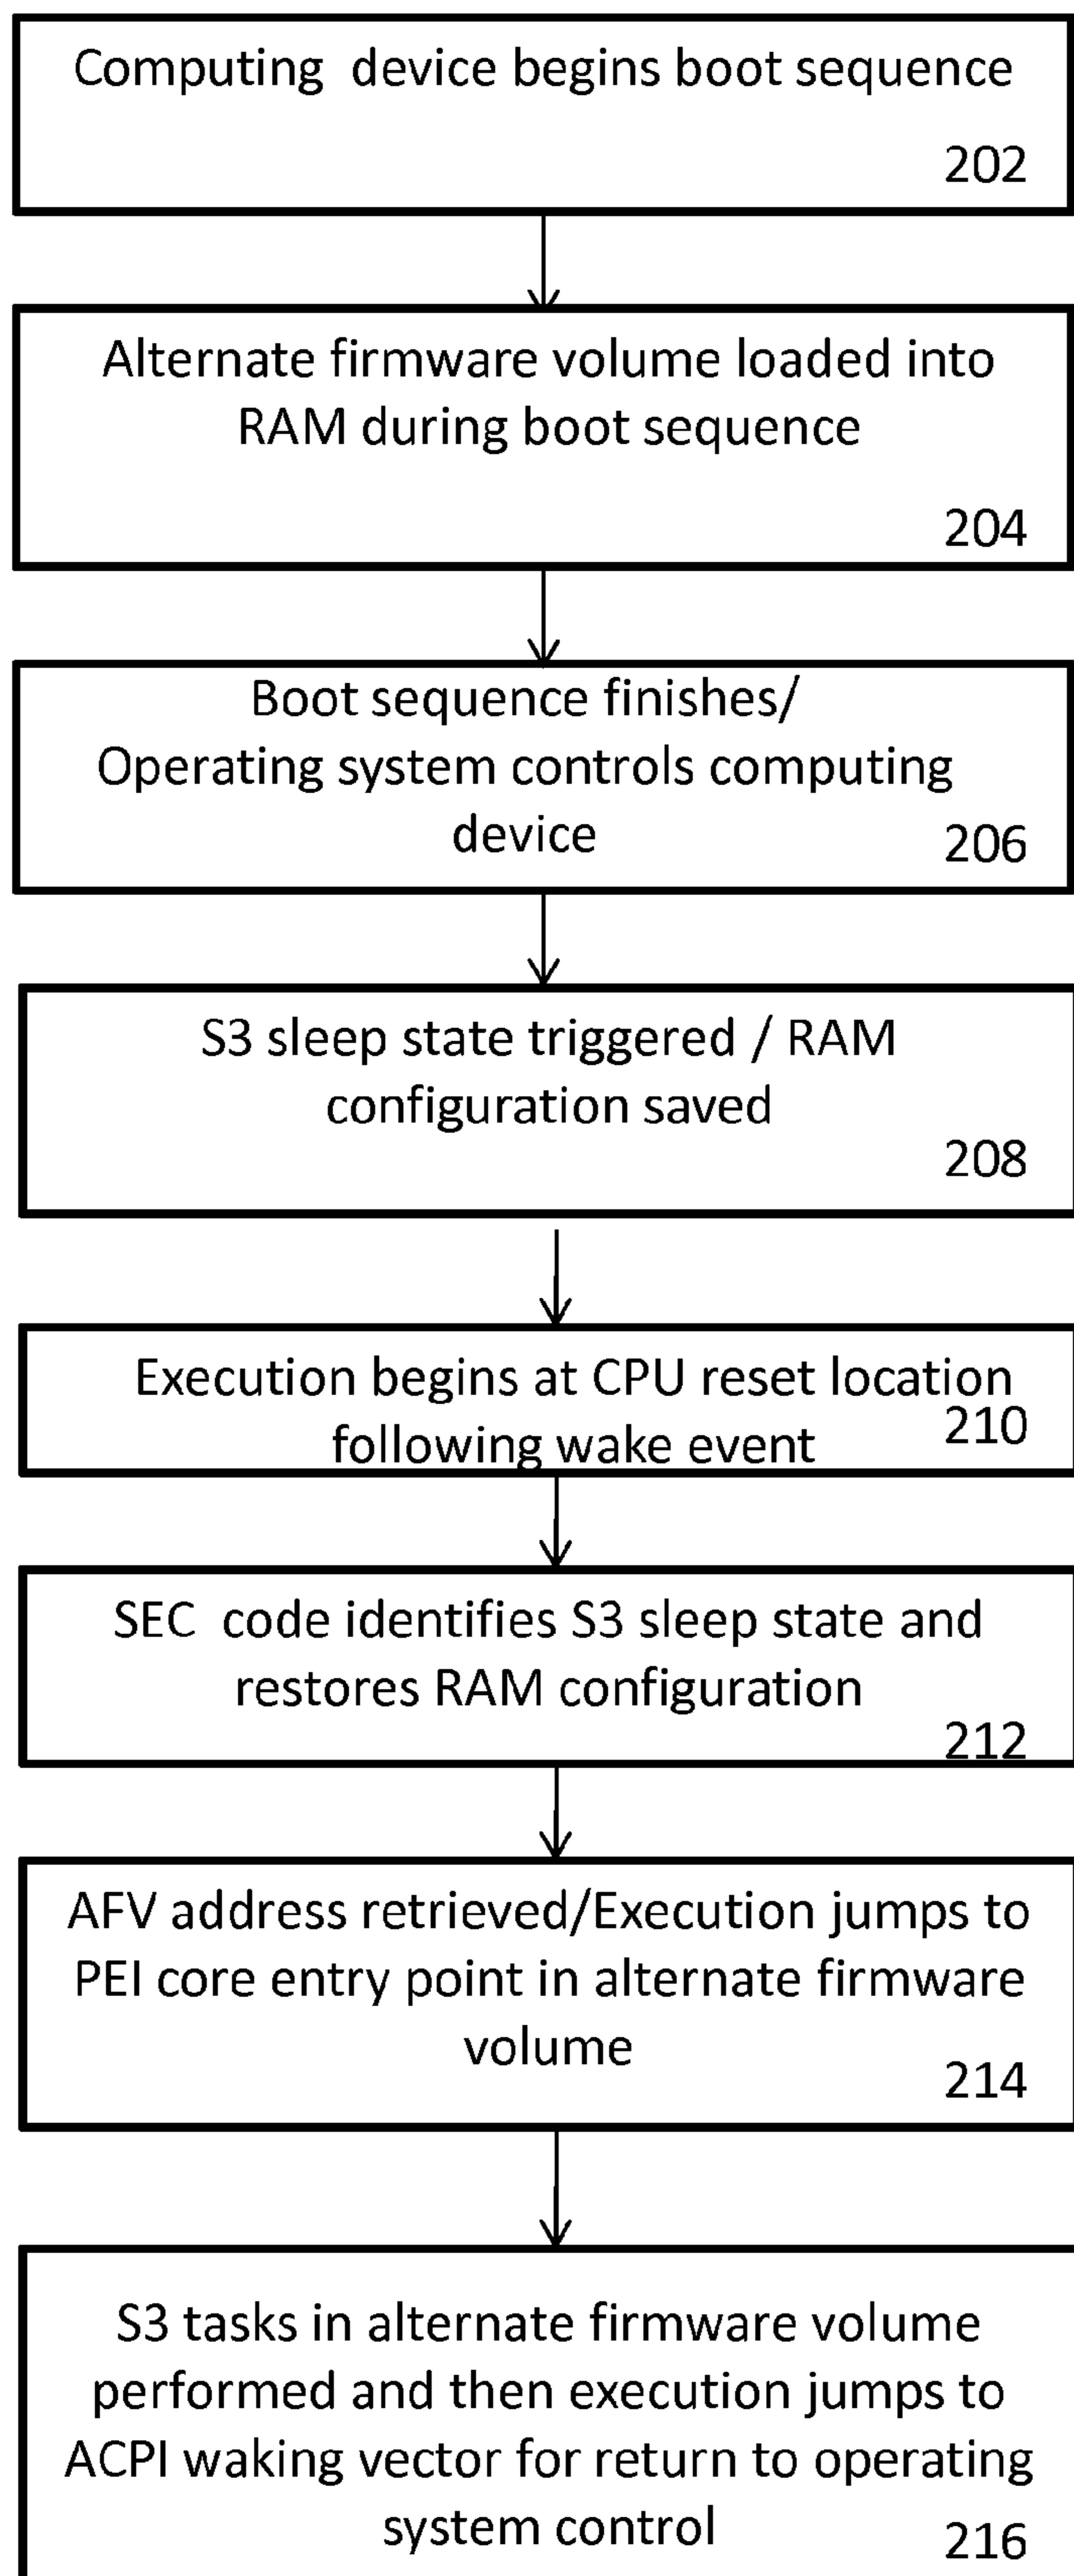 Computing device begins boot sequence
202
Alternate firmware volume loaded into
RAM during boot sequence
204
Boot sequence finishes/
Operating system controls computing
device
206
S3 sleep state triggered / RAM
configuration saved
208
Execution begins at CPU reset location
following wake event
210
SEC code identifies S3 sleep state and
restores RAM configuration
212
AFV address retrieved/Execution jumps to
PEI core entry point in alternate firmware
volume
214
S3 tasks in alternate firmware volume
performed and then execution jumps to
ACPI waking vector for return to operating
system control
216